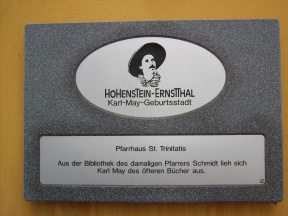 HOHENSTEIN-ERNSTTHAL
Karl-May-Geburtsstadt
Pfarrhaus St. Trinitatis
Aus der Bibliothek des damaligen Pfarrers Schmidt lieh sich
Karl May des öfteren Bücher aus.